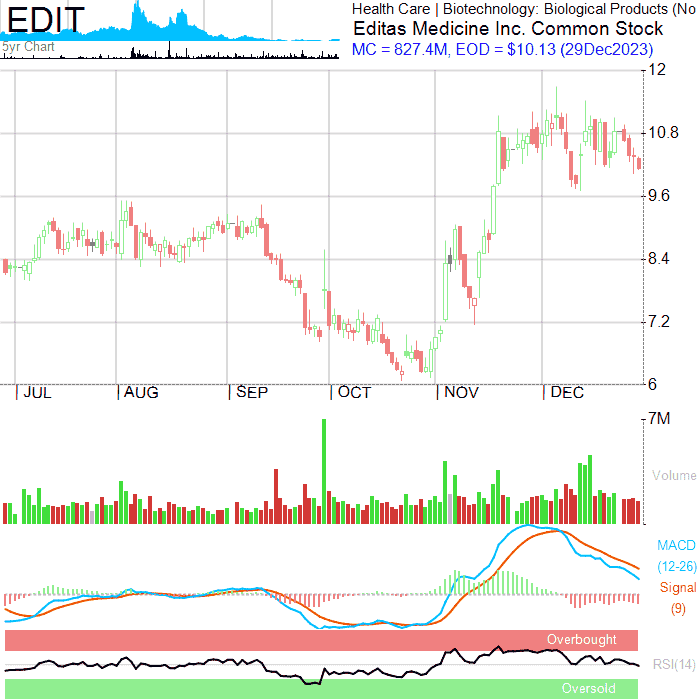 EDIT
5yr Chart
Health Care | Biotechnology: Biological Products (No
Editas Medicine Inc. Common Stock
MC = 827.4M, EOD = $10.13 (29Dec2023)
12
10.8
9.6
8.4
7.2
6
| JUL | AUG | SEP | OCT | NOV | DEC
7M
Volume
MACD
(12-26)
Signal
(9)
Overbought
RSI(14)
Oversold